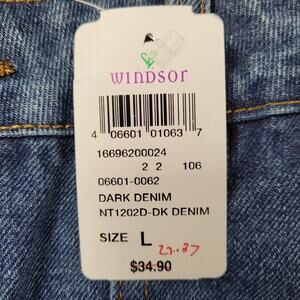 WINDSOR
4 06601 01063 7
16696200024
2 2 106
06601-0062
DARK DENIM
NT1202D-DK DENIM
SIZE L
$34.90